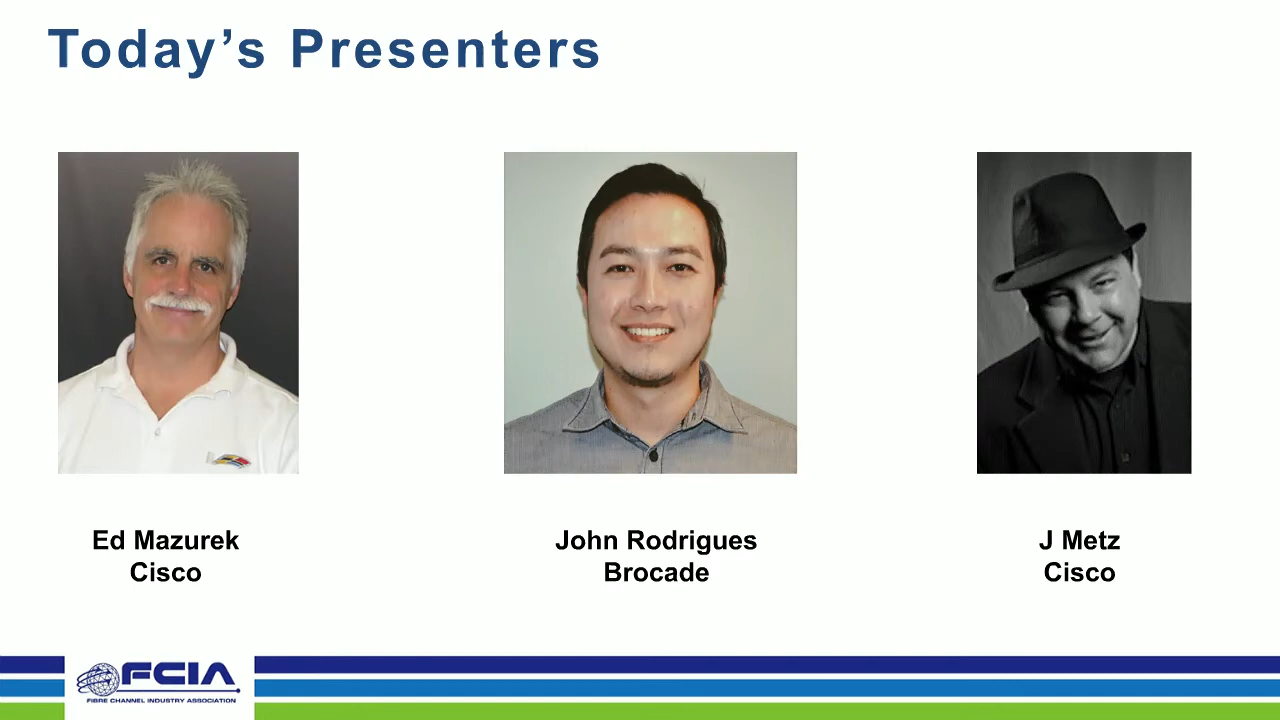 Today’s Presenters
Ed Mazurek
Cisco
John Rodrigues
Brocade
J Metz
Cisco
FCIA
FIBRE CHANNEL INDUSTRY ASSOCIATION